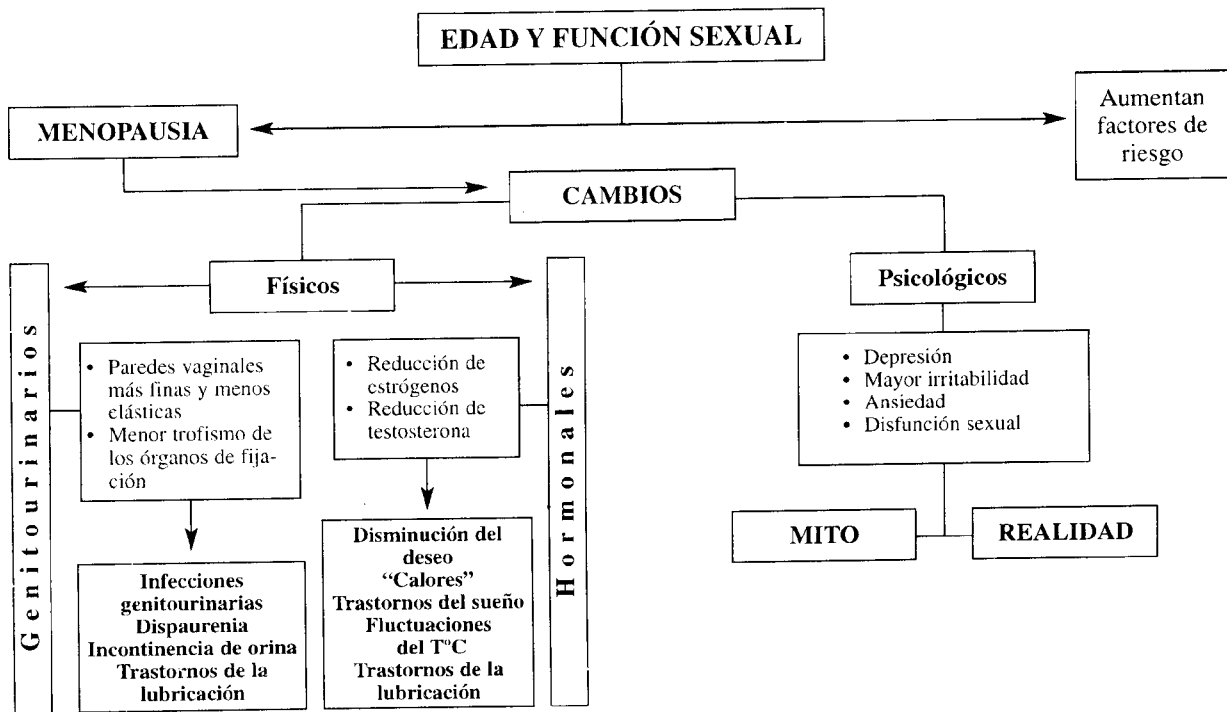 EDAD Y FUNCIÓN SEXUAL
MENOPAUSIA
Aumentan
factores de
riesgo
CAMBIOS
Físicos
Psicológicos
Genitourinarios
• Paredes vaginales
más finas y menos
elásticas
• Menor trofismo de
los órganos de fija-
ción
• Reducción de
estrógenos
• Reducción de
testosterona
Hormonales
• Depresión
• Mayor irritabilidad
• Ansiedad
• Disfunción sexual
Infecciones
genitourinarias
Dispaurenia
Incontinencia de orina
Trastornos de la
lubricación
Disminución del
deseo
“Calores”
Trastornos del sueño
Fluctuaciones
del TºC
Trastornos de la
lubricación
MITO
REALIDAD